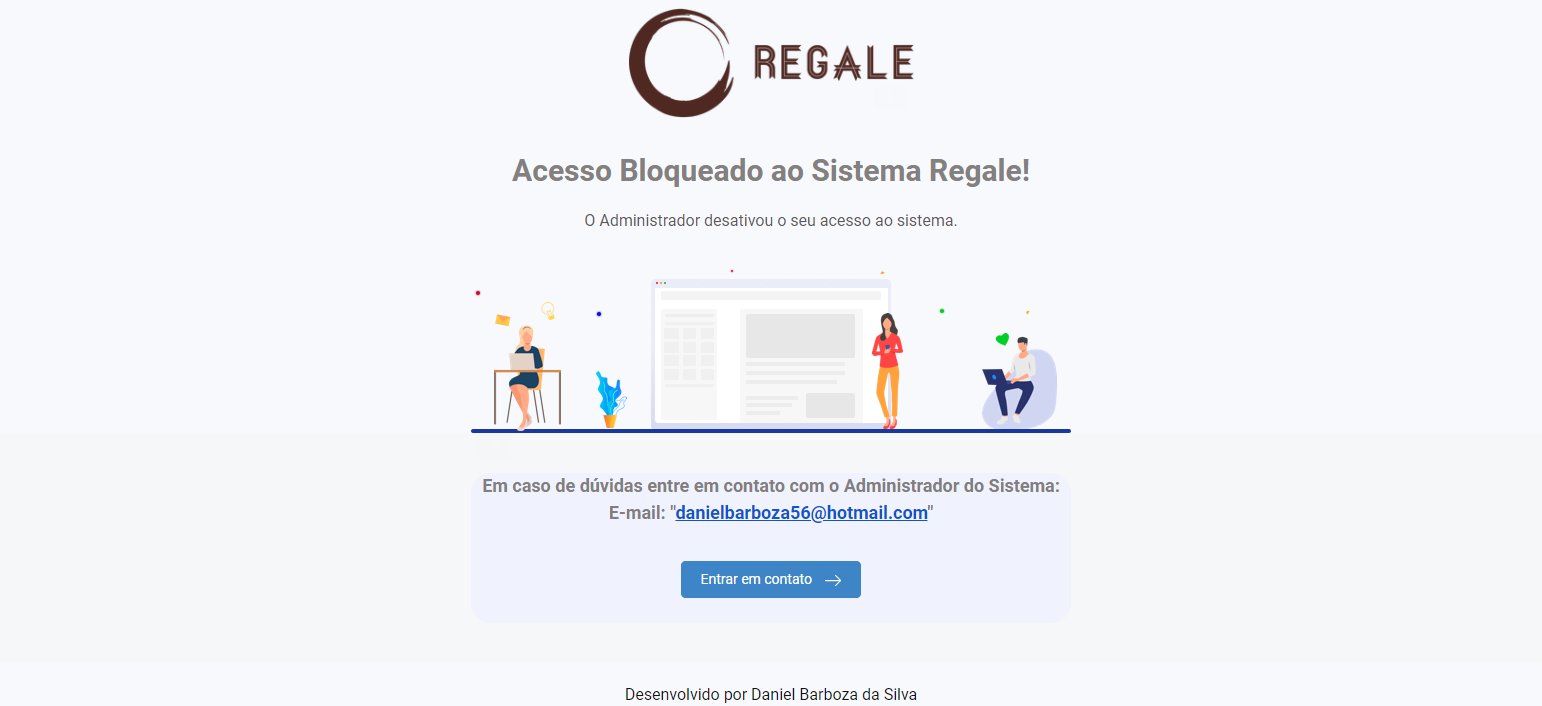 REGALE
Acesso Bloqueado ao Sistema Regale!
O Administrador desativou o seu acesso ao sistema.
Em caso de dúvidas entre em contato com o Administrador do Sistema:
E-mail: "danielbarboza56@hotmail.com"
Entrar em contato →
Desenvolvido por Daniel Barboza da Silva